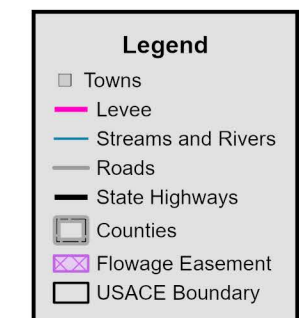 Legend
Towns
Levee
Streams and Rivers
Roads
State Highways
Counties
Flowage Easement
USACE Boundary